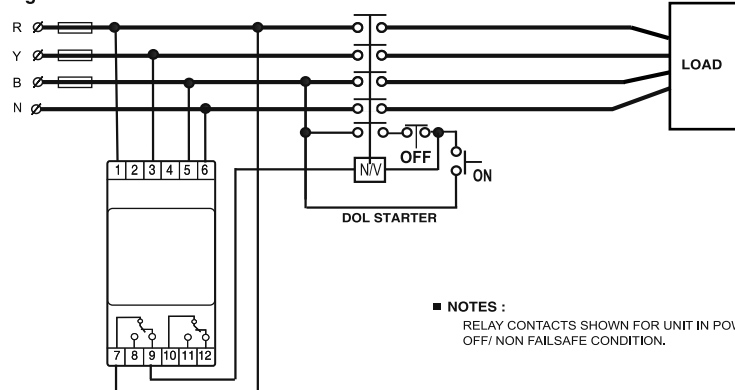 R
Y
B
N
LOAD
OFF
N/V
ON
DOL STARTER
1 2 3 4 5 6
7 8 9 10 11 12
■ NOTES :
RELAY CONTACTS SHOWN FOR UNIT IN
OFF/ NON FAILSAFE CONDITION.